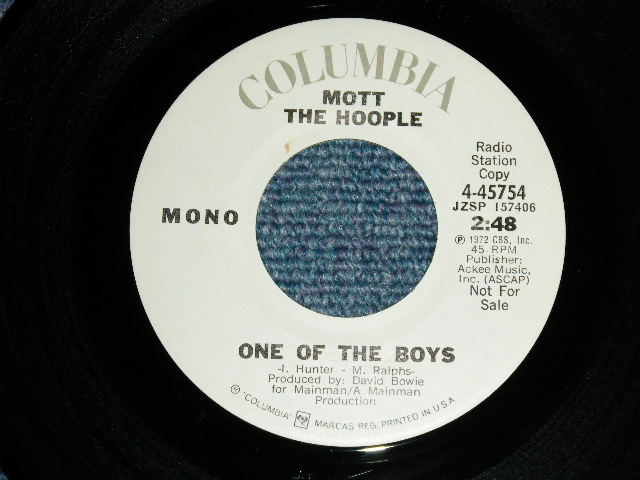 COLUMBIA
MOTT
THE HOOPLE
MONO
Radio
Station
Copy
4-45754
JZSP 157406
2:48
Ⓟ 1972 CBS, Inc.
45 RPM
Publisher:
Ackee Music,
Inc. (ASCAP)
Not For
Sale
ONE OF THE BOYS
-I. Hunter - M. Ralphs-
Produced by: David Bowie
for Mainman/A Mainman
Production
® "COLUMBIA" MARCAS REG. PRINTED IN U.S.A.